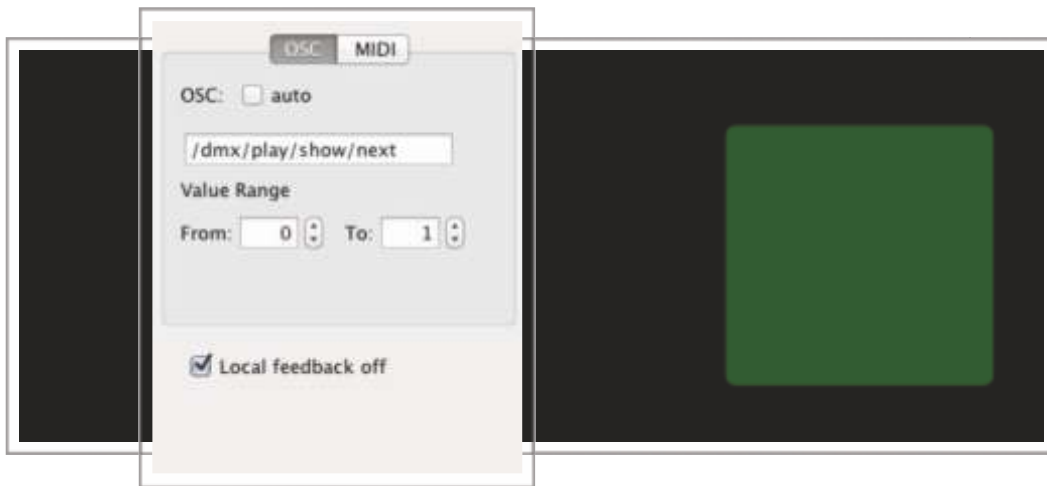 OSC MIDI
OSC: auto
/dmx/play/show/next
Value Range
From: 0 To: 1
Local feedback off